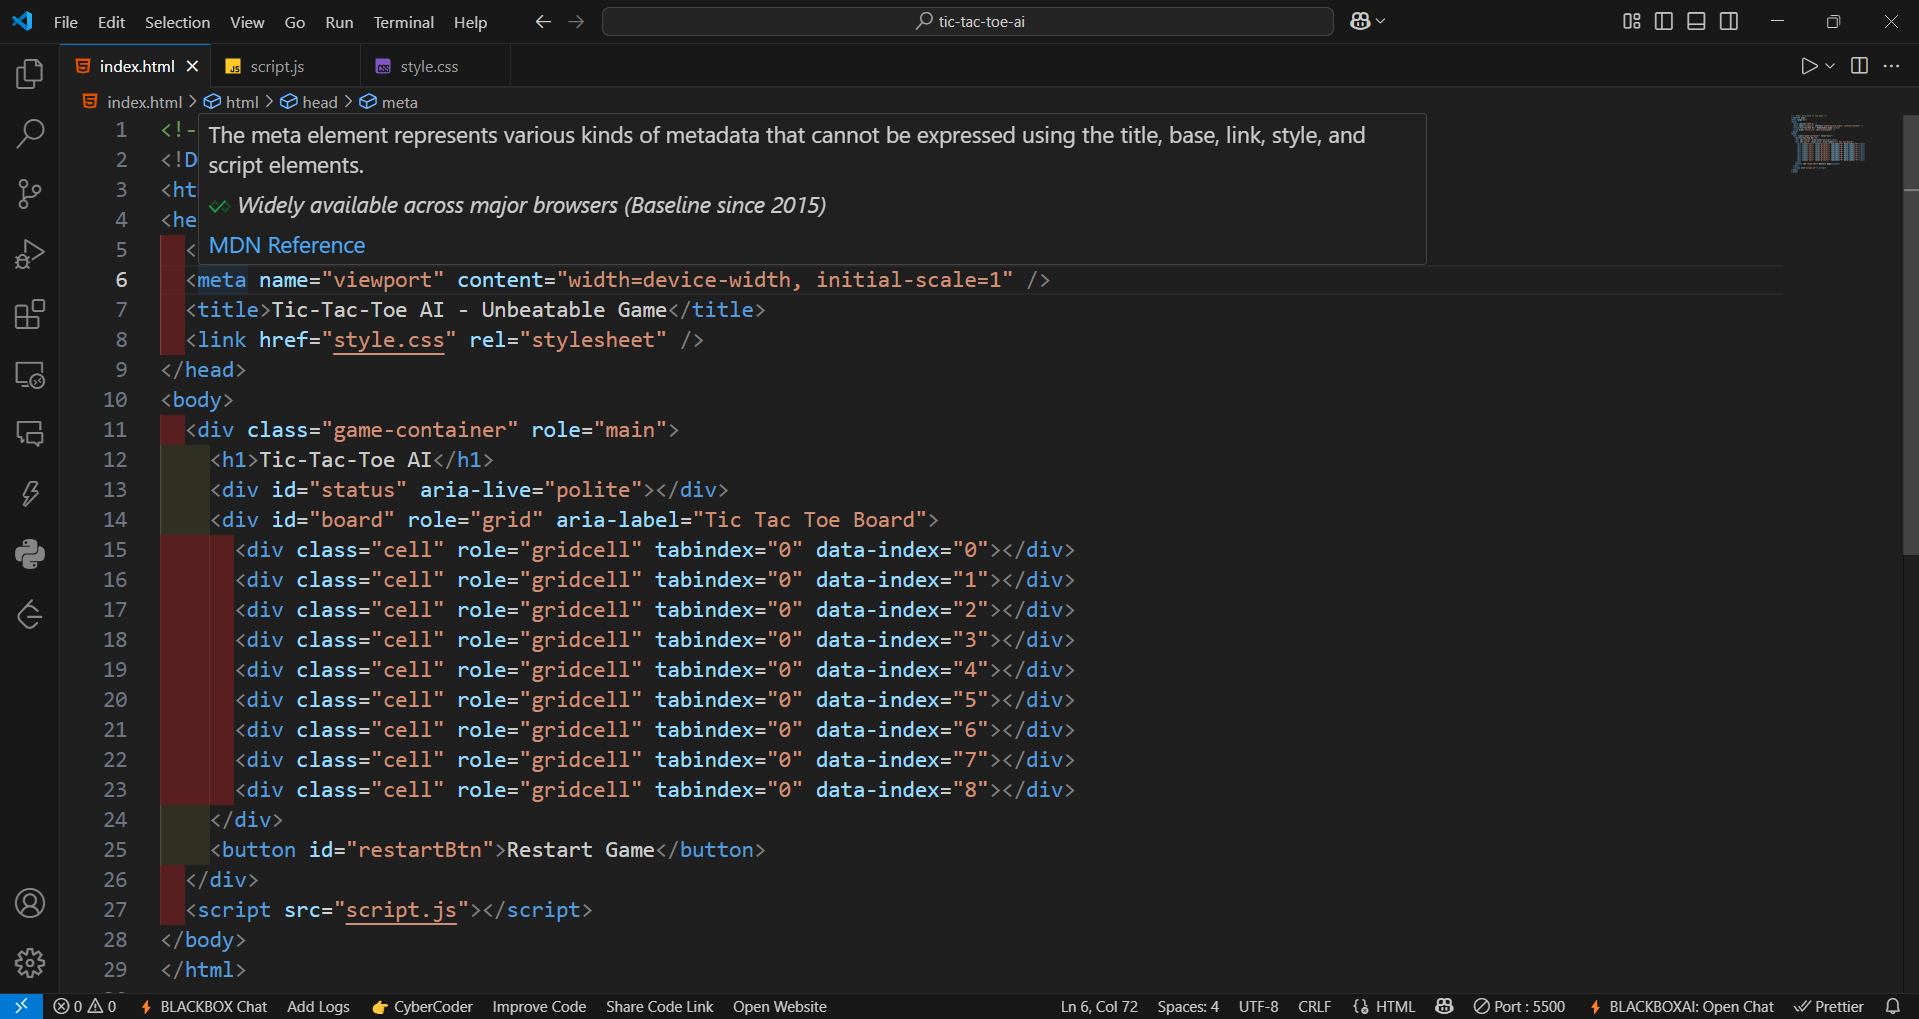 File Edit Selection View Go Run Terminal Help
tic-tac-toe-ai
index.html
script.js
style.css
index.html > html > head > meta
The meta element represents various kinds of metadata that cannot be expressed using the title, base, link, style, and
script elements.
Widely available across major browsers (Baseline since 2015)
MDN Reference
1 <!-
2 <!D
3 <ht
4 <he
5 <
6 <meta name="viewport" content="width=device-width, initial-scale=1" />
7 <title>Tic-Tac-Toe AI - Unbeatable Game</title>
8 <link href="style.css" rel="stylesheet" />
9 </head>
10 <body>
11 <div class="game-container" role="main">
12 <h1>Tic-Tac-Toe AI</h1>
13 <div id="status" aria-live="polite"></div>
14 <div id="board" role="grid" aria-label="Tic Tac Toe Board">
15 <div class="cell" role="gridcell" tabindex="0" data-index="0"></div>
16 <div class="cell" role="gridcell" tabindex="0" data-index="1"></div>
17 <div class="cell" role="gridcell" tabindex="0" data-index="2"></div>
18 <div class="cell" role="gridcell" tabindex="0" data-index="3"></div>
19 <div class="cell" role="gridcell" tabindex="0" data-index="4"></div>
20 <div class="cell" role="gridcell" tabindex="0" data-index="5"></div>
21 <div class="cell" role="gridcell" tabindex="0" data-index="6"></div>
22 <div class="cell" role="gridcell" tabindex="0" data-index="7"></div>
23 <div class="cell" role="gridcell" tabindex="0" data-index="8"></div>
24 </div>
25 <button id="restartBtn">Restart Game</button>
26 </div>
27 <script src="script.js"></script>
28 </body>
29 </html>
0 0 BLACKBOX Chat Add Logs CyberCoder Improve Code Share Code Link Open Website Ln 6, Col 72 Spaces: 4 UTF-8 CRLF {} HTML Port : 5500 BLACKBOXAI: Open Chat Prettier